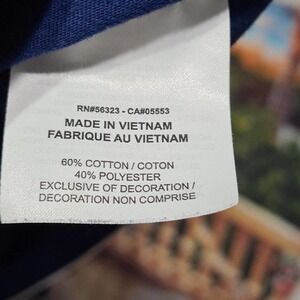 RN#56323 - CA#05553
MADE IN VIETNAM
FABRIQUE AU VIETNAM
60% COTTON / COTON
40% POLYESTER
EXCLUSIVE OF DECORATION /
DECORATION NON COMPRISE